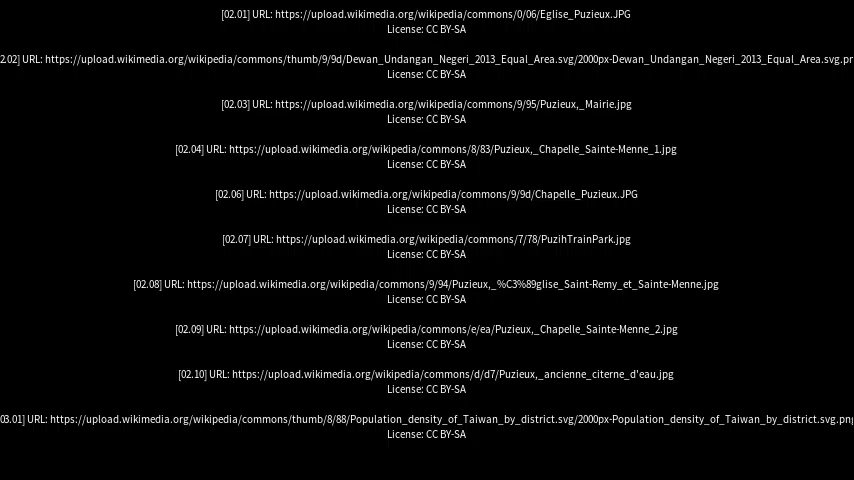 [02.01] URL: https://upload.wikimedia.org/wikipedia/commons/0/06/Eglise_Puzieux.JPG
License: CC BY-SA
2.02] URL: https://upload.wikimedia.org/wikipedia/commons/thumb/9/9d/Dewan_Undangan_Negeri_2013_Equal_Area.svg/2000px-Dewan_Undangan_Negeri_2013_Equal_Area.svg.pr
License: CC BY-SA
[02.03] URL: https://upload.wikimedia.org/wikipedia/commons/9/95/Puzieux,_Mairie.jpg
License: CC BY-SA
[02.04] URL: https://upload.wikimedia.org/wikipedia/commons/8/83/Puzieux,_Chapelle_Sainte-Menne_1.jpg
License: CC BY-SA
[02.06] URL: https://upload.wikimedia.org/wikipedia/commons/9/9d/Chapelle_Puzieux.JPG
License: CC BY-SA
[02.07] URL: https://upload.wikimedia.org/wikipedia/commons/7/78/PuzihTrainPark.jpg
License: CC BY-SA
[02.08] URL: https://upload.wikimedia.org/wikipedia/commons/9/94/Puzieux,_%C3%89glise_Saint-Remy_et_Sainte-Menne.jpg
License: CC BY-SA
[02.09] URL: https://upload.wikimedia.org/wikipedia/commons/e/ea/Puzieux,_Chapelle_Sainte-Menne_2.jpg
License: CC BY-SA
[02.10] URL: https://upload.wikimedia.org/wikipedia/commons/d/d7/Puzieux,_ancienne_citerne_d'eau.jpg
License: CC BY-SA
03.01] URL: https://upload.wikimedia.org/wikipedia/commons/thumb/8/88/Population_density_of_Taiwan_by_district.svg/2000px-Population_density_of_Taiwan_by_district.svg.png
License: CC BY-SA